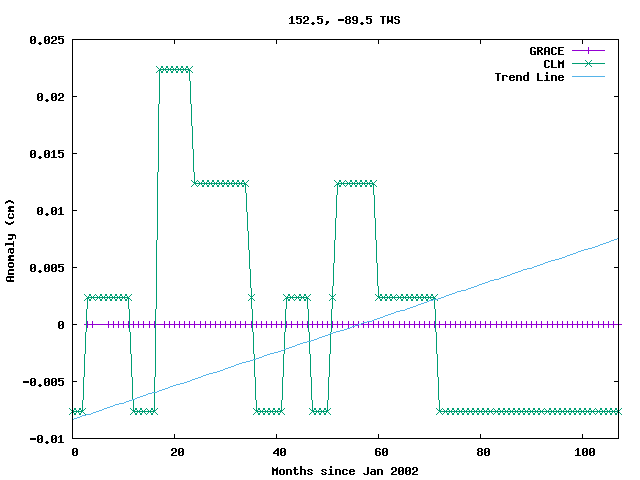 152.5, -89.5 TWS
GRACE
CLM
Trend Line
Anomaly (cm)
0.025
0.02
0.015
0.01
0.005
0
-0.005
-0.01
0 20 40 60 80 100
Months since Jan 2002